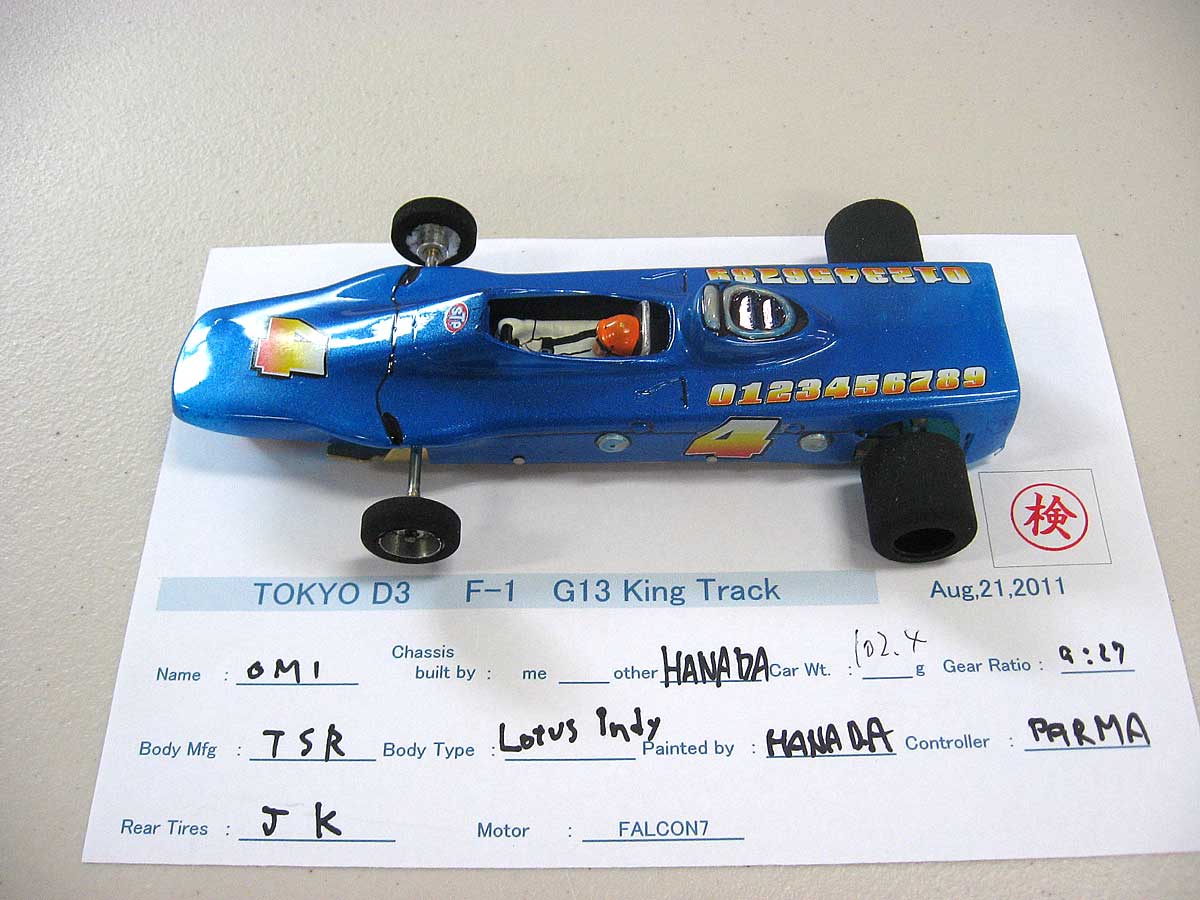 4
STP
0123456789
0123456789
4
検
TOKYO D3 F-1 G13 King Track Aug,21,2011
Name : OMI Chassis built by : me ____ other HANADA Car Wt. : 102.4 g Gear Ratio : 9:27
Body Mfg : TSR Body Type : Lotus Indy Painted by : HANADA Controller : PARMA
Rear Tires : JK Motor : FALCON7